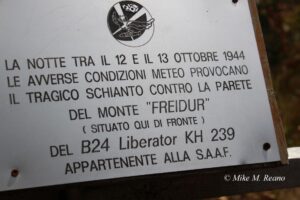 LA NOTTE TRA IL 12 E IL 13 OTTOBRE 1944
LE AVVERSE CONDIZIONI METEO PROVOCANO
IL TRAGICO SCHIANTO CONTRO LA PARETE
DEL MONTE "FREIDUR"
( SITUATO QUI DI FRONTE )
DEL B24 Liberator KH 239
APPARTENENTE ALLA S.A.A.F.
© Mike M. Reano